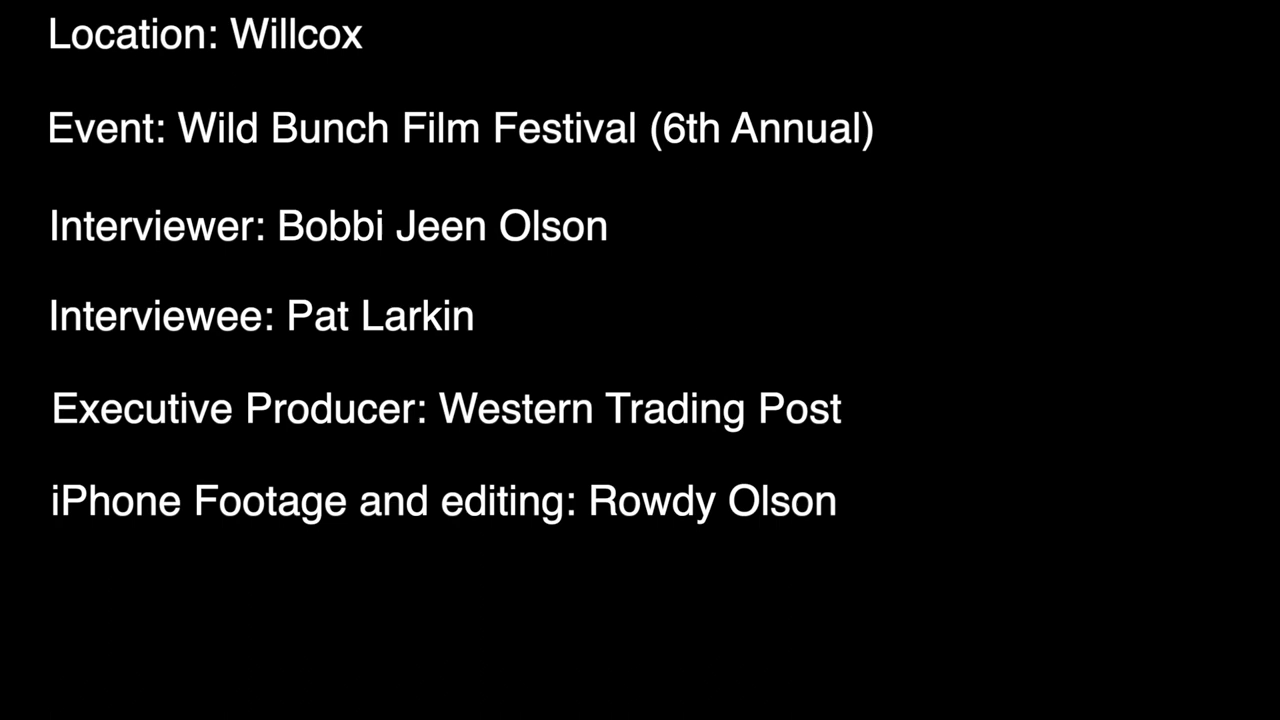 Location: Willcox
Event: Wild Bunch Film Festival (6th Annual)
Interviewer: Bobbi Jeen Olson
Interviewee: Pat Larkin
Executive Producer: Western Trading Post
iPhone Footage and editing: Rowdy Olson